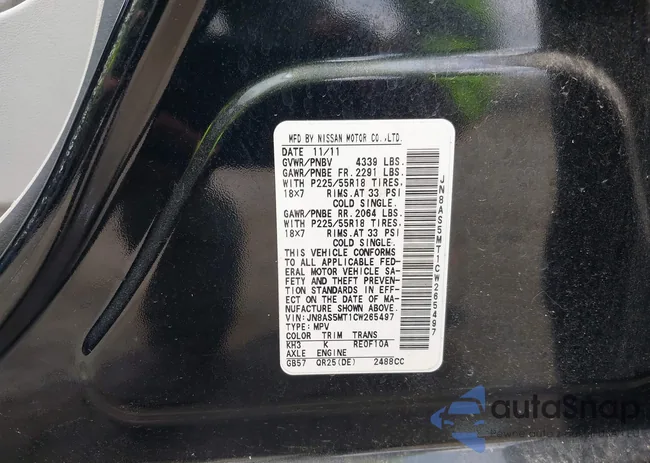 MFD BY NISSAN MOTOR CO.,LTD.
DATE 11/11
GVWR/PNBV 4339 LBS.
GAWR/PNBE FR. 2291 LBS.
WITH P225/55R18 TIRES,
18X7 RIMS.AT 33 PSI
COLD SINGLE.
GAWR/PNBE RR. 2064 LBS.
WITH P225/55R18 TIRES,
18X7 RIMS.AT 33 PSI
COLD SINGLE.
THIS VEHICLE CONFORMS
TO ALL APPLICABLE FED-
ERAL MOTOR VEHICLE SA-
FETY AND THEFT PREVEN-
TION STANDARDS IN EFFECT
ON THE DATE OF MA-
NUFACTURE SHOWN ABOVE.
VIN:JN8AS5MT1CW265497
TYPE: MPV
COLOR TRIM TRANS
KH3 K RE0F10A
AXLE ENGINE
GB57 QR25(DE) 2488CC
JN8AS5MT1CW265497
autoSnap